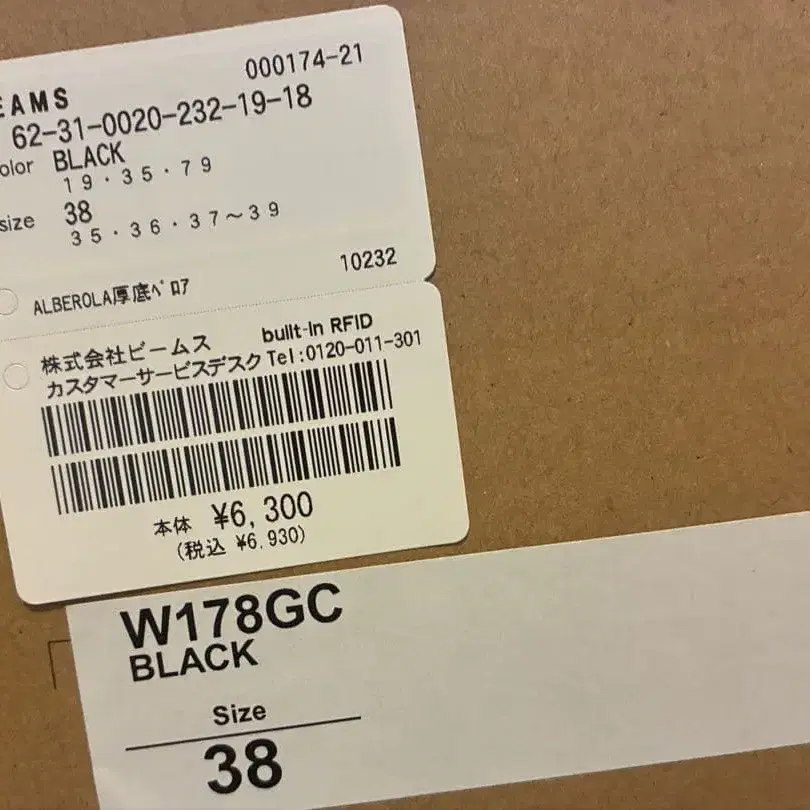 EAMS 000174-21
62-31-0020-232-19-18
olor BLACK
19・35・79
size 38
35・36・37～39
10232
ALBEROLA厚底ﾍﾞﾛｱ
株式会社ビームス built-in RFID
カスタマーサービスデスク Tel:0120-011-301
本体 ¥6,300
(税込 ¥6,930)
W178GC
BLACK
Size
38